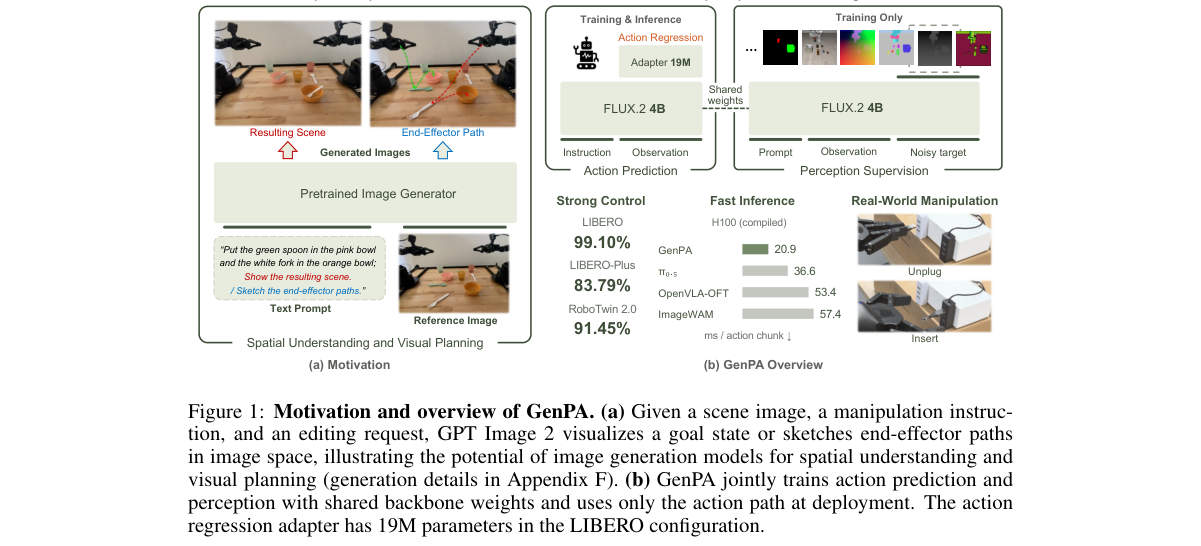 Resulting Scene
End-Effector Path
Generated Images
Pretrained Image Generator
"Put the green spoon in the pink bowl
and the white fork in the orange bowl;
Show the resulting scene.
/ Sketch the end-effector paths."
Text Prompt
Reference Image
Spatial Understanding and Visual Planning
(a) Motivation
Training & Inference
Action Regression
Adapter 19M
FLUX.2 4B
Instruction
Observation
Action Prediction
Shared
weights
Training Only
...
FLUX.2 4B
Prompt
Observation
Noisy target
Perception Supervision
Strong Control
LIBERO
99.10%
LIBERO-Plus
83.79%
RoboTwin 2.0
91.45%
Fast Inference
H100 (compiled)
GenPA 20.9
π₀.₅ 36.6
OpenVLA-OFT 53.4
ImageWAM 57.4
ms / action chunk ↓
Real-World Manipulation
Unplug
Insert
(b) GenPA Overview
Figure 1: Motivation and overview of GenPA. (a) Given a scene image, a manipulation instruc-
tion, and an editing request, GPT Image 2 visualizes a goal state or sketches end-effector paths
in image space, illustrating the potential of image generation models for spatial understanding and
visual planning (generation details in Appendix F). (b) GenPA jointly trains action prediction and
perception with shared backbone weights and uses only the action path at deployment. The action
regression adapter has 19M parameters in the LIBERO configuration.